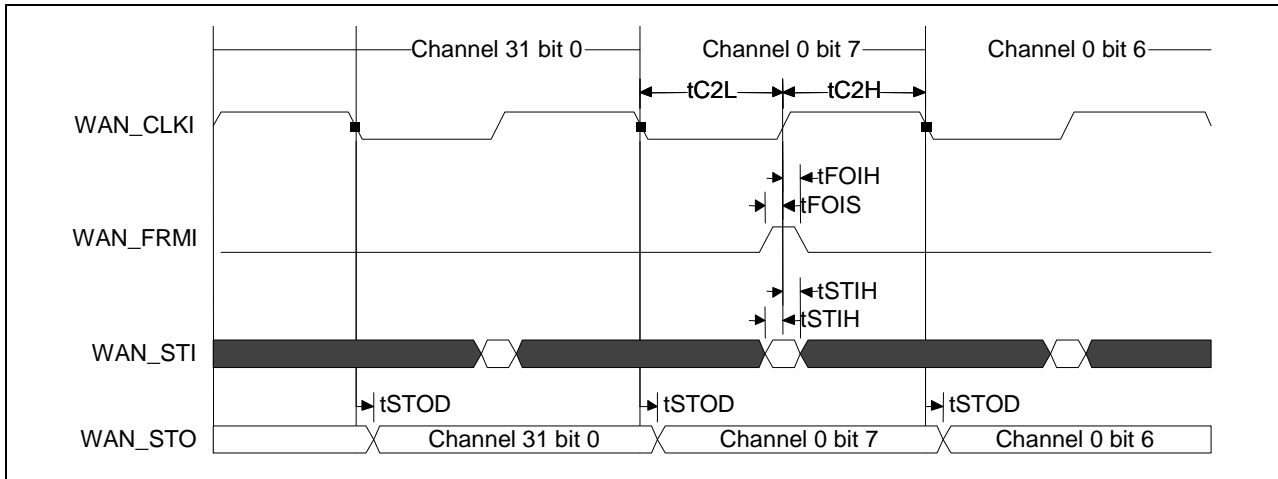 Channel 31 bit 0 Channel 0 bit 7 Channel 0 bit 6
tC2L tC2H
WAN_CLKI
tFOIH
tFOIS
WAN_FRMI
tSTIH
tSTIH
WAN_STI
tSTOD tSTOD tSTOD
WAN_STO Channel 31 bit 0 Channel 0 bit 7 Channel 0 bit 6